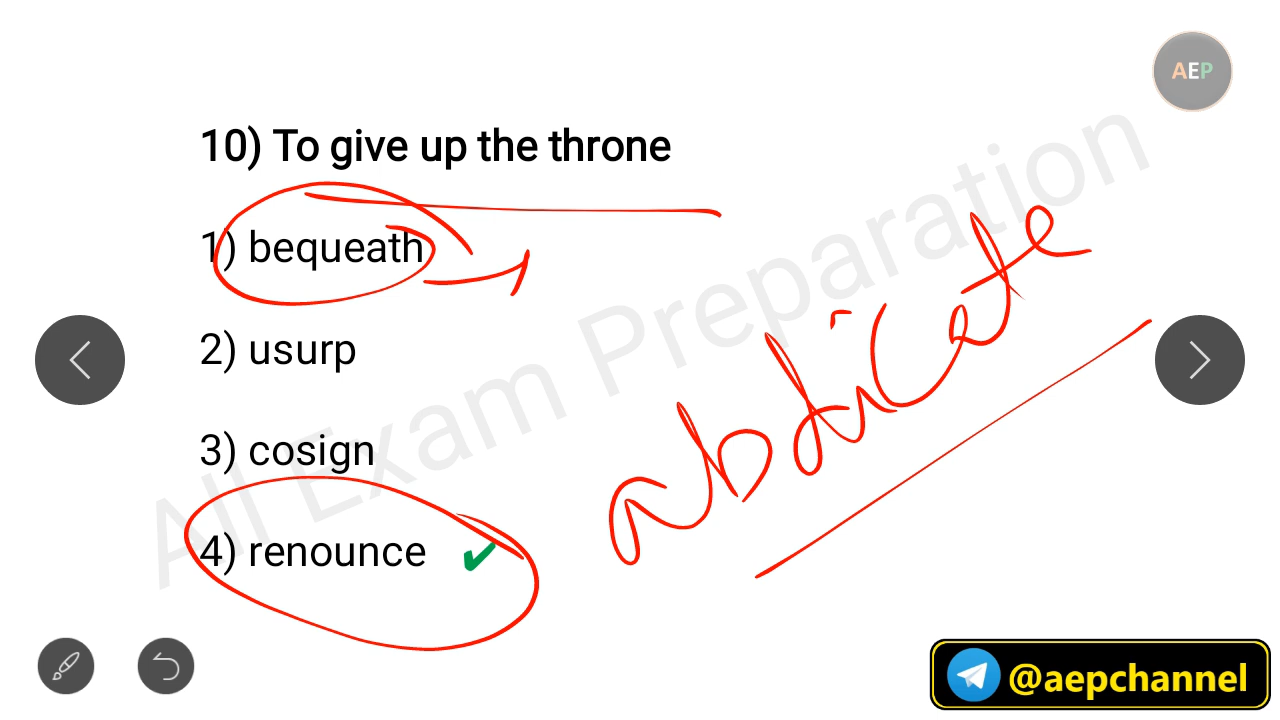 AEP
10) To give up the throne
1) bequeath
2) usurp
3) cosign
4) renounce
abdicate
All Exam Preparation
@aepchannel